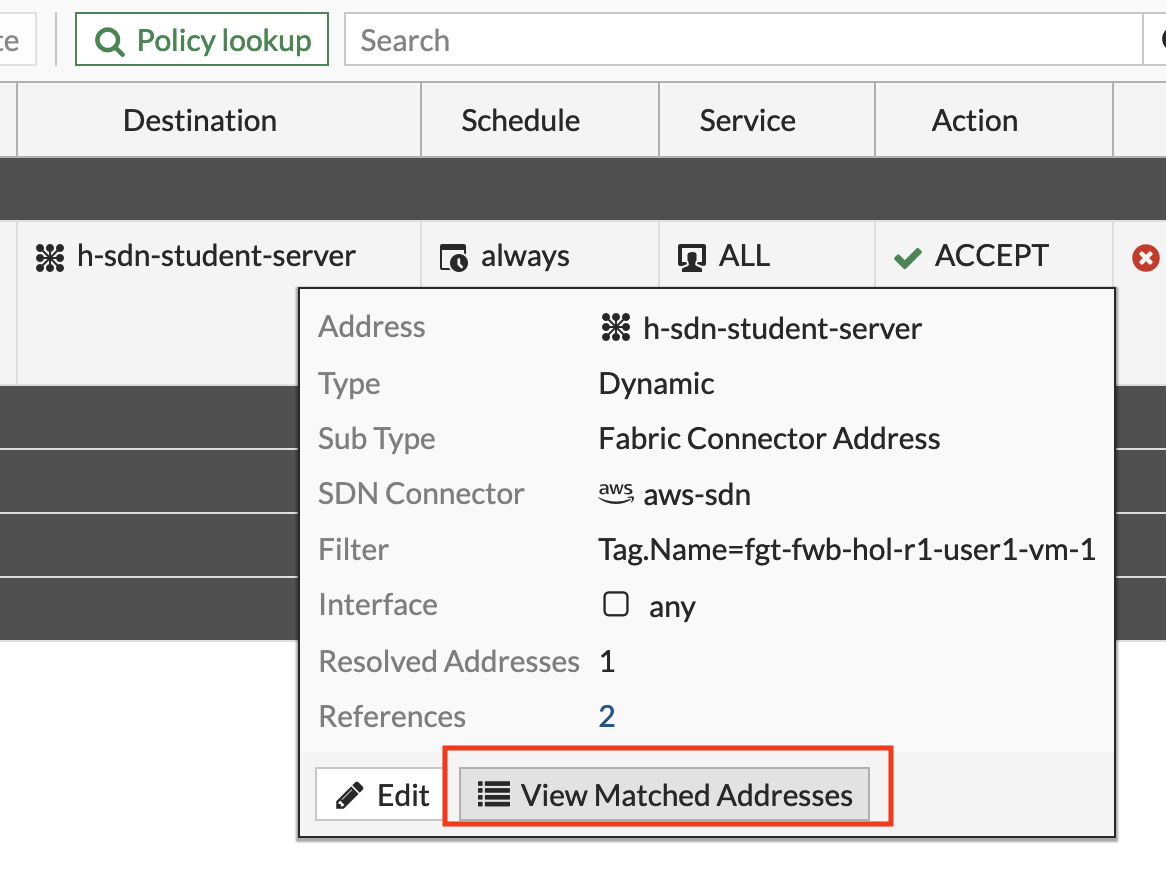 te Policy lookup Search
Destination Schedule Service Action
h-sdn-student-server always ALL ACCEPT
Address h-sdn-student-server
Type Dynamic
Sub Type Fabric Connector Address
SDN Connector aws aws-sdn
Filter Tag.Name=fgt-fwb-hol-r1-user1-vm-1
Interface any
Resolved Addresses 1
References 2
Edit View Matched Addresses